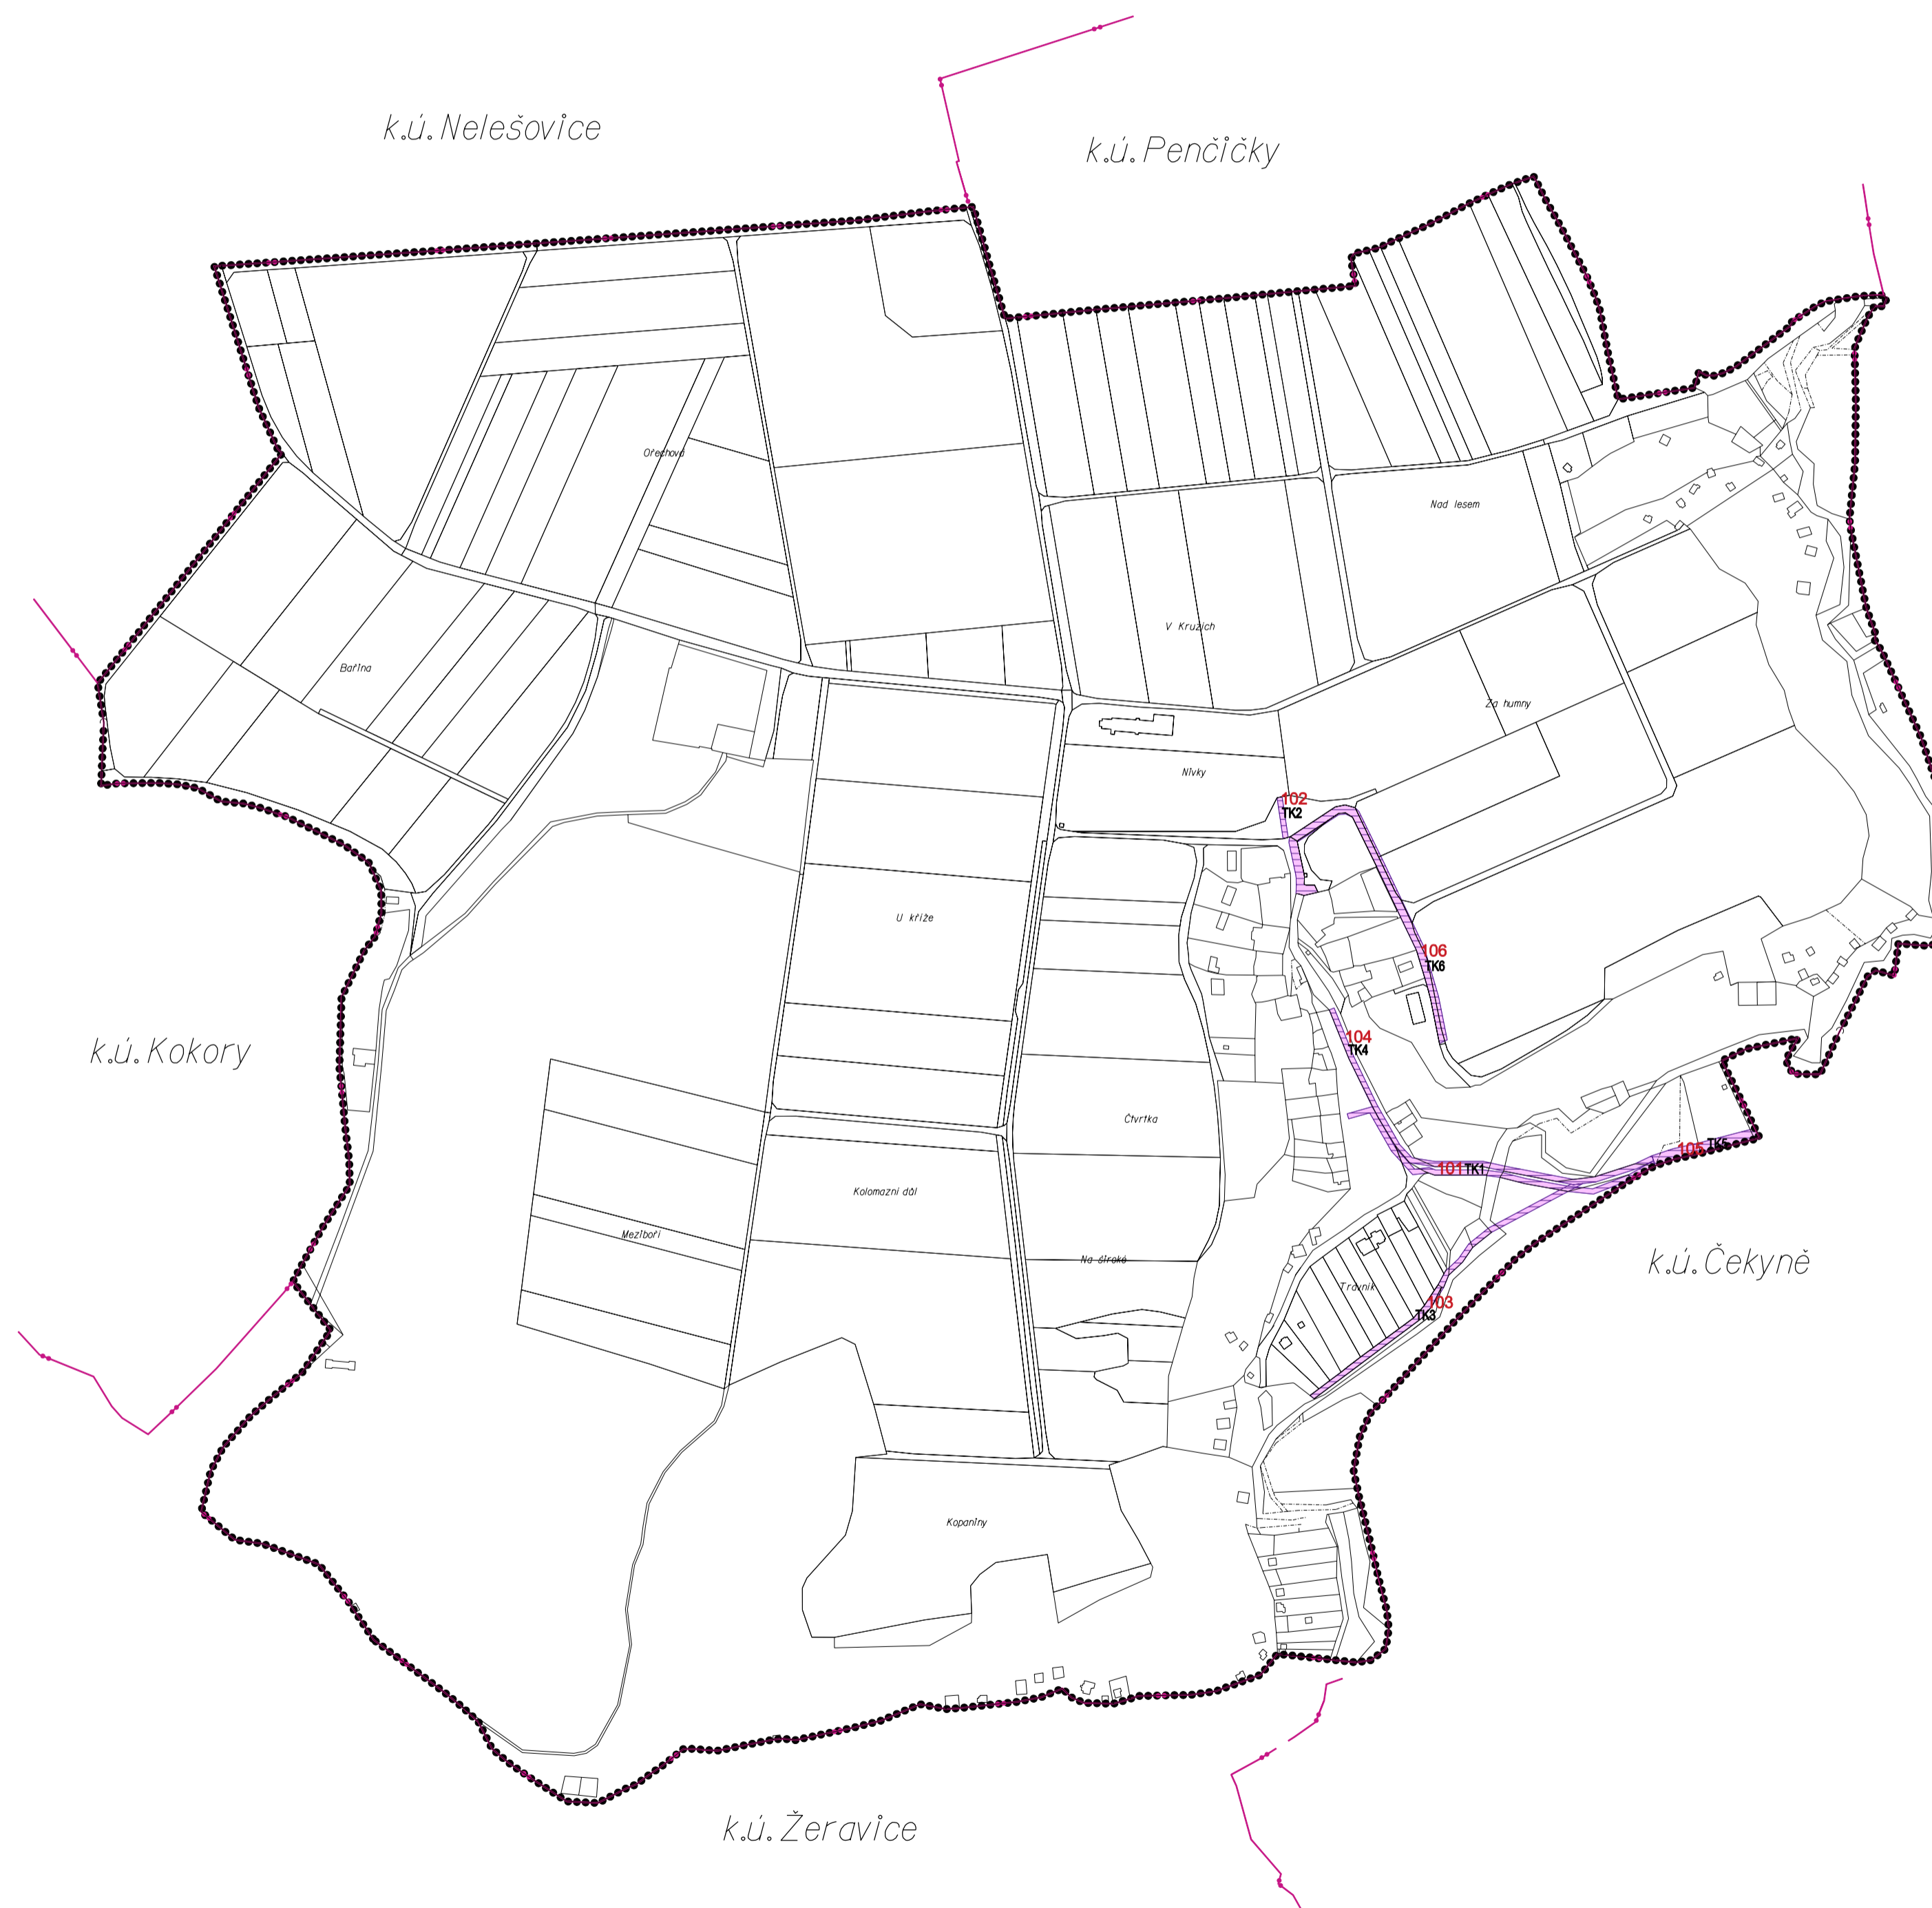 k.ú. Nelešovice
k.ú. Penčičky
Ořechová
Nad lesem
V Kružích
Bařina
Za humny
Nivky
102
TK2
U kříže
106
TK6
k.ú. Kokory
104
TK4
Čtvrtka
105
TK5
101 TK1
Kolomazní důl
Meziboří
Na široké
k.ú. Čekyně
Trávník
103
TK3
Kopaniny
k.ú. Žeravice